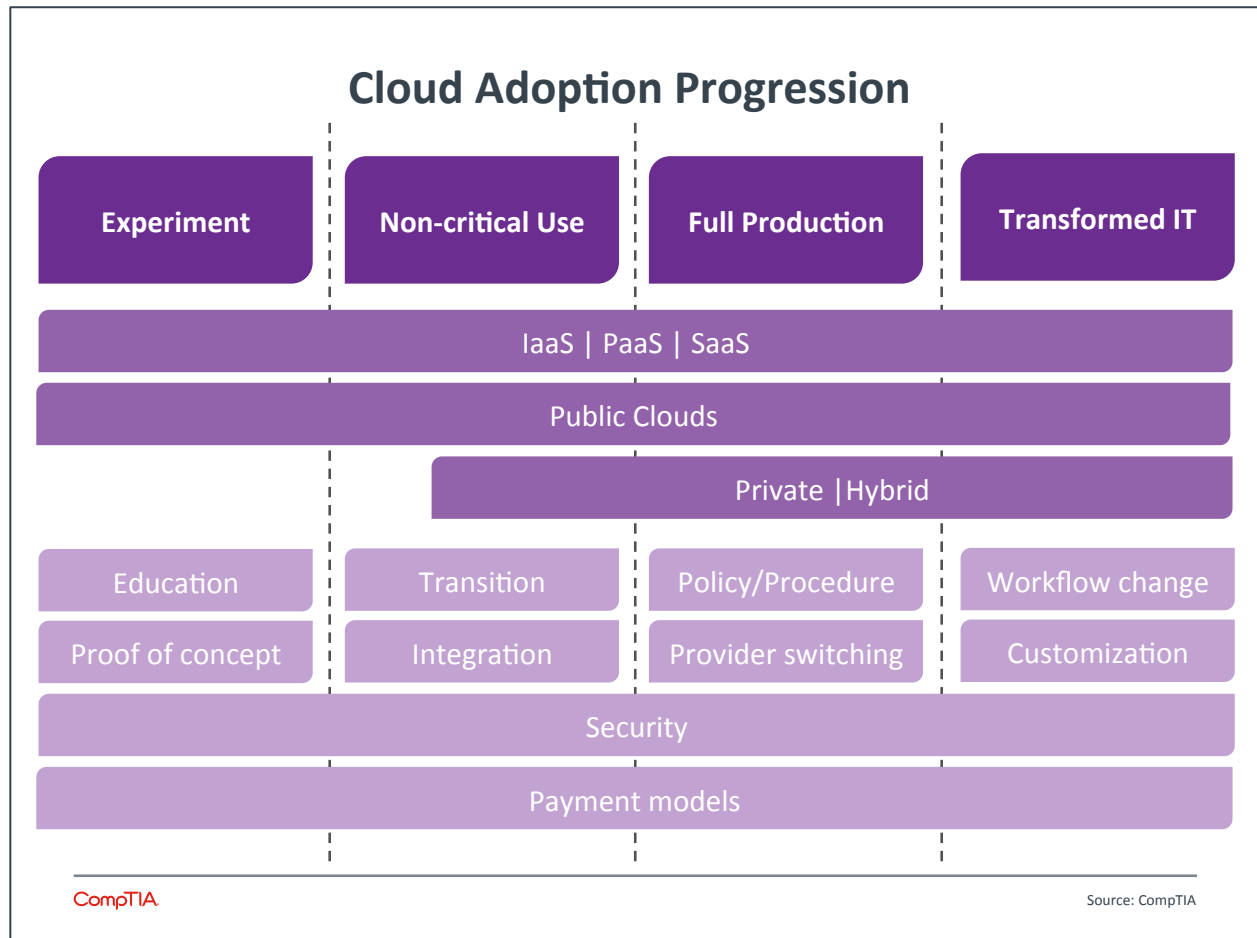 Cloud Adoption Progression
Experiment
Non-critical Use
Full Production
Transformed IT
IaaS | PaaS | SaaS
Public Clouds
Private |Hybrid
Education
Transition
Policy/Procedure
Workflow change
Proof of concept
Integration
Provider switching
Customization
Security
Payment models
CompTIA.
Source: CompTIA